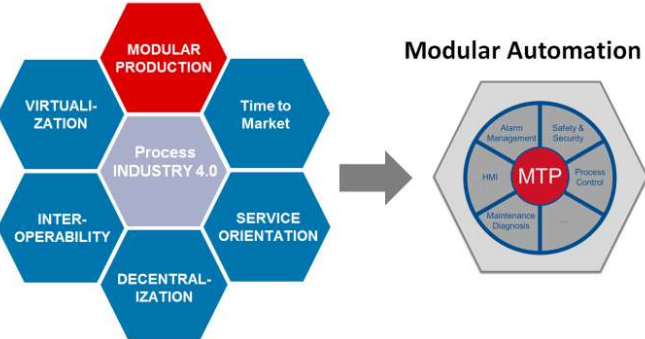 MODULAR
PRODUCTION
VIRTUALI-
ZATION
Time to
Market
Process
INDUSTRY 4.0
INTER-
OPERABILITY
SERVICE
ORIENTATION
DECENTRAL-
IZATION
Modular Automation
Alarm
Management
Safety &
Security
HMI
MTP
Process
Control
Maintenance
Diagnosis
...